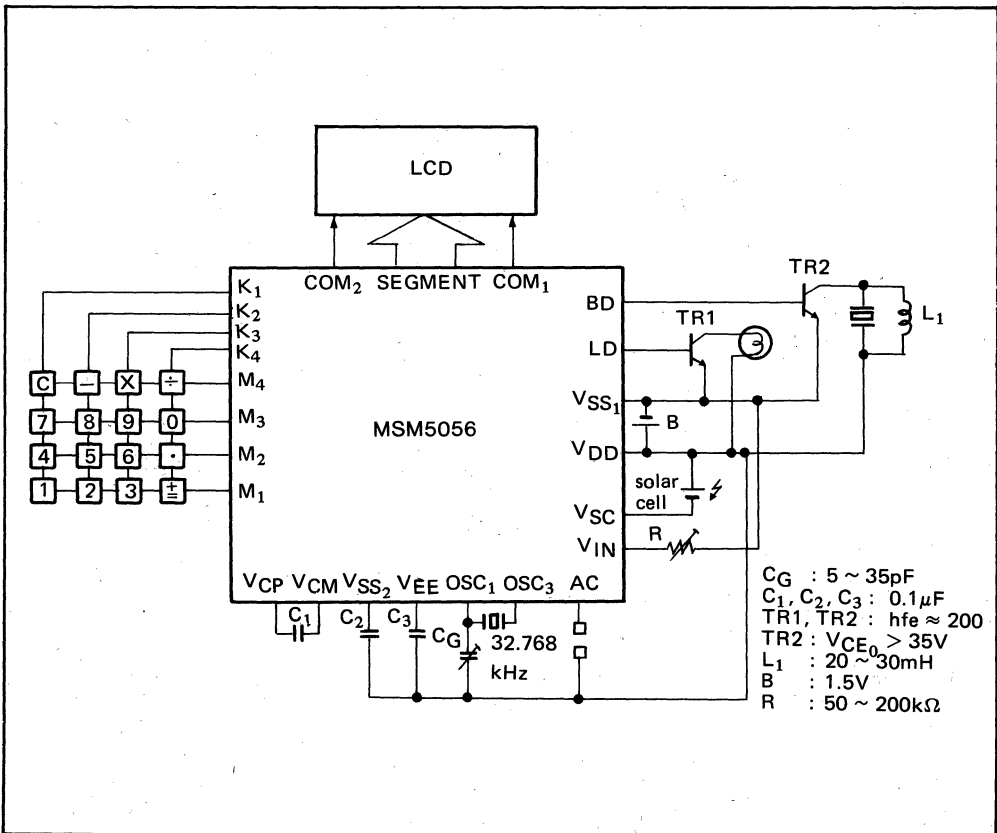 LCD
COM₂ SEGMENT COM₁
K₁
K₂
K₃
K₄
M₄
M₃
M₂
M₁
C − X ÷
7 8 9 0
4 5 6 ·
1 2 3 ±=
MSM5056
BD
LD
VSS₁
VDD
VSC
VIN
TR1
TR2
L₁
B
solar
cell
R
VCP VCM VSS₂ VEE OSC₁ OSC₃ AC
C₁
C₂
C₃
CG
32.768
kHz
CG : 5 ~ 35pF
C₁, C₂, C₃ : 0.1μF
TR1, TR2 : hfe ≈ 200
TR2 : VCE₀ > 35V
L₁ : 20 ~ 30mH
B : 1.5V
R : 50 ~ 200kΩ